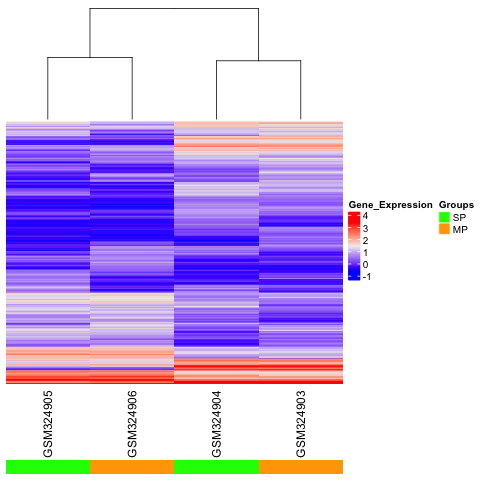 Gene_Expression
4
3
2
1
0
-1
Groups
SP
MP
GSM324905
GSM324906
GSM324904
GSM324903